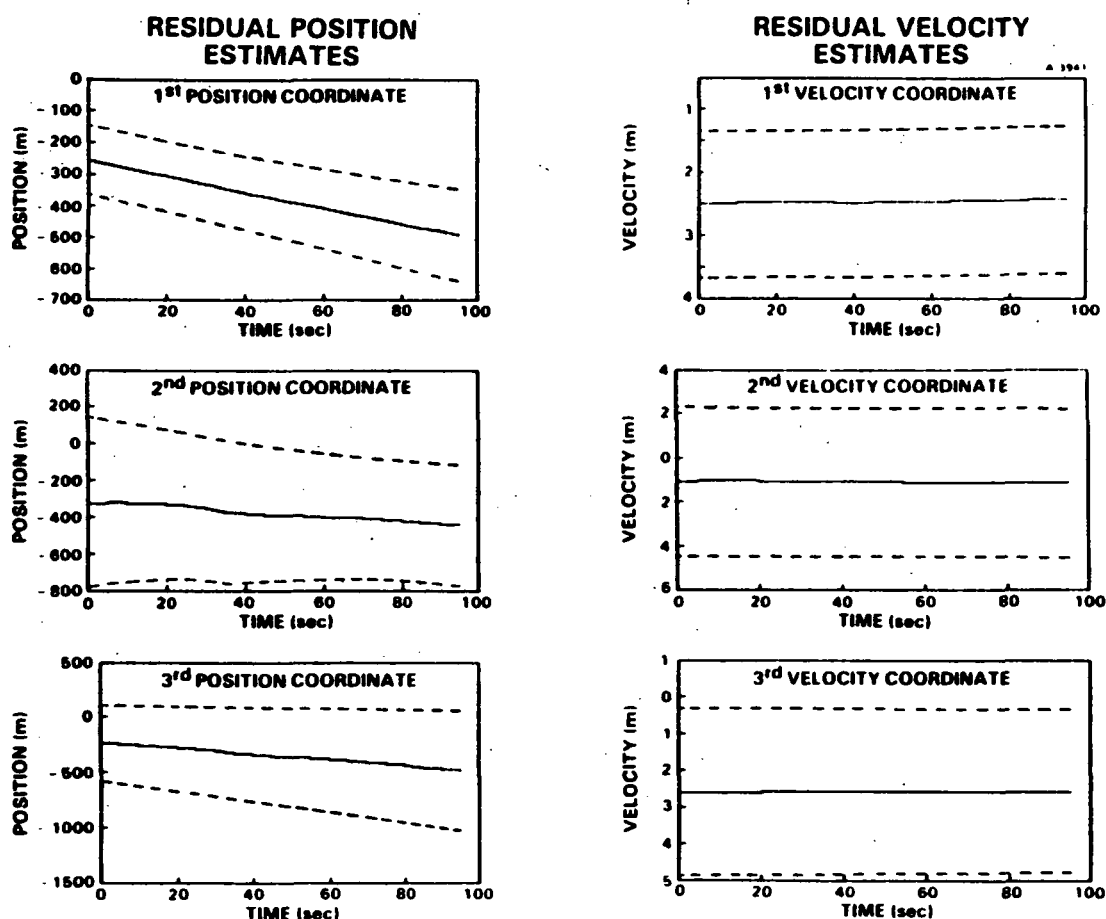 RESIDUAL POSITION
ESTIMATES
1st POSITION COORDINATE
POSITION (m)
0
- 100
- 200
- 300
- 400
- 500
- 600
- 700
0 20 40 60 80 100
TIME (sec)
2nd POSITION COORDINATE
POSITION (m)
400
200
0
- 200
- 400
- 600
- 800
0 20 40 60 80 100
TIME (sec)
3rd POSITION COORDINATE
POSITION (m)
500
0
- 500
1000
1500
0 20 40 60 80 100
TIME (sec)
RESIDUAL VELOCITY
ESTIMATES
1st VELOCITY COORDINATE
VELOCITY (m
1
2
3
4
0 20 40 60 80 100
TIME (sec)
2nd VELOCITY COORDINATE
VELOCITY (m)
4
2
0
2
4
6
0 20 40 60 80 100
TIME (sec)
3rd VELOCITY COORDINATE
VELOCITY (m)
1
0
1
2
3
4
5
0 20 40 60 80 100
TIME (sec)